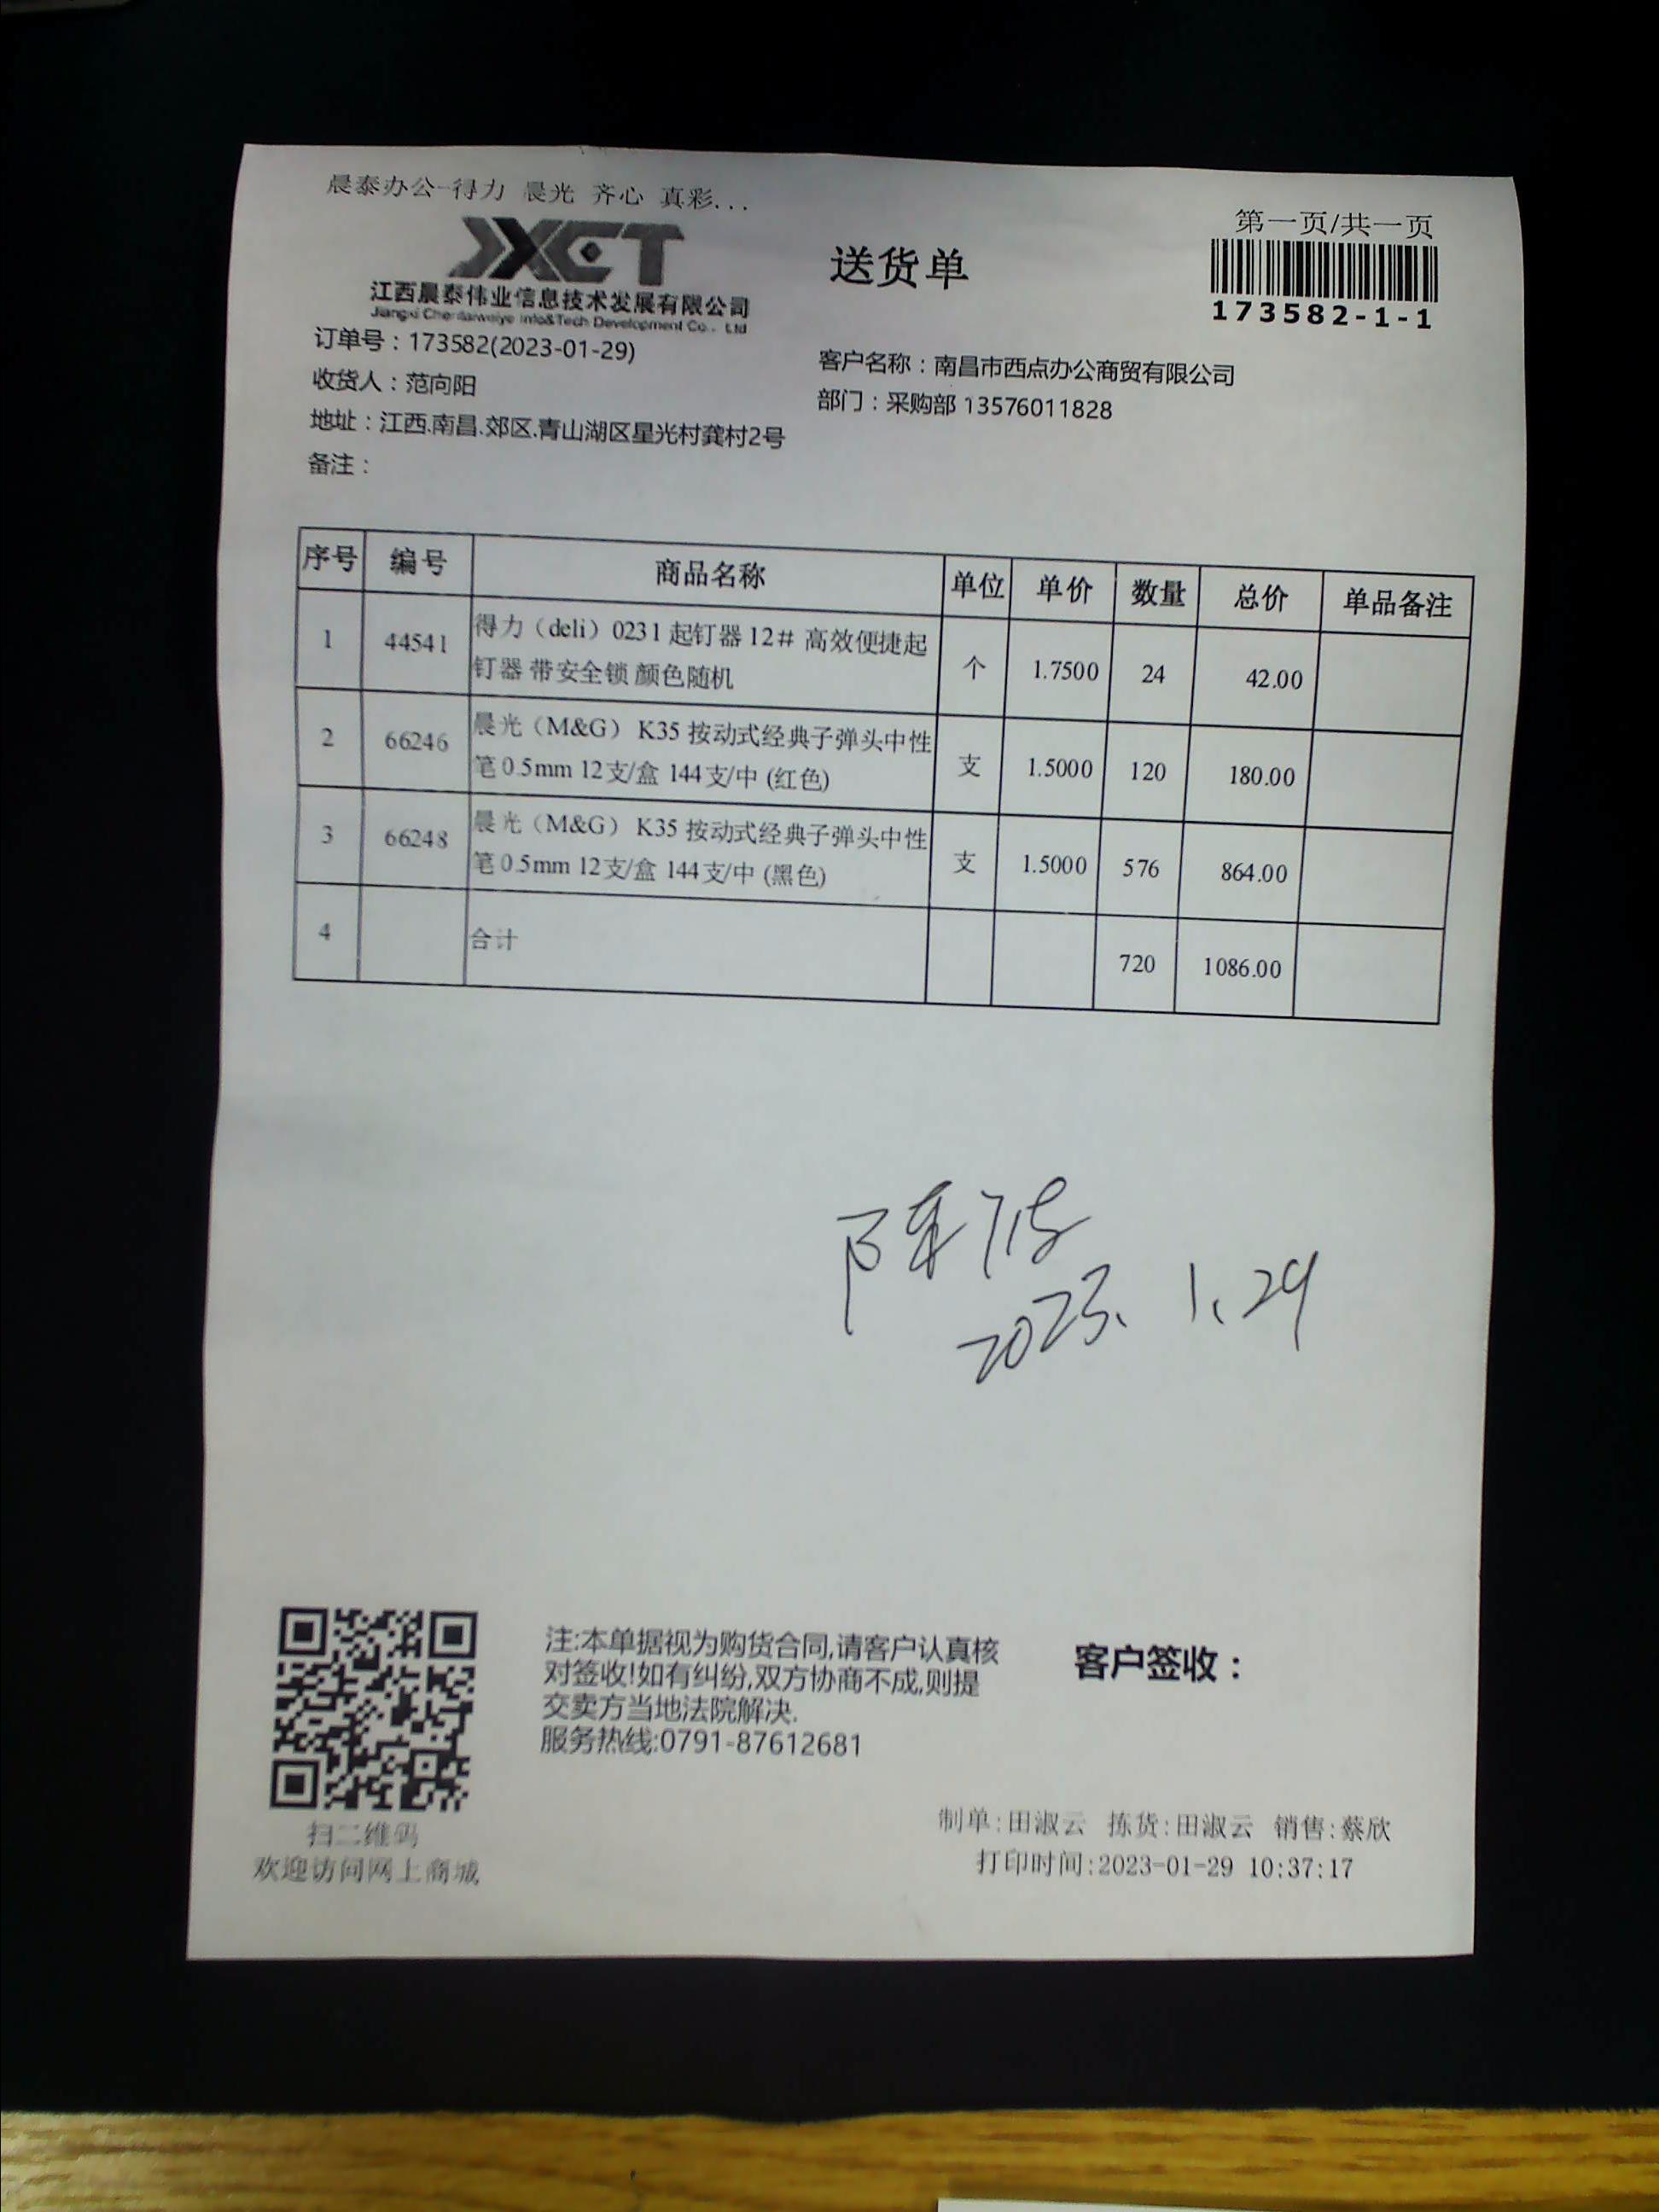 晨泰办公-得力 晨光 齐心 真彩...
第一页/共一页
JXCT
送货单
江西晨泰伟业信息技术发展有限公司
173582-1-1
订单号：173582(2023-01-29)
客户名称：南昌市西点办公商贸有限公司
收货人：范向阳
部门：采购部 13576011828
地址：江西.南昌.郊区.青山湖区星光村龚村2号
备注：
序号 编号 商品名称 单位 单价 数量 总价 单品备注
1 44541 得力（deli）0231 起钉器 12# 高效便捷起 个 1.7500 24 42.00
钉器 带安全锁 颜色随机
2 66246 晨光（M&G） K35 按动式经典子弹头中性 支 1.5000 120 180.00
笔 0.5mm 12支/盒 144支/中 (红色)
3 66248 晨光（M&G） K35 按动式经典子弹头中性 支 1.5000 576 864.00
笔 0.5mm 12支/盒 144支/中 (黑色)
4 合计 720 1086.00
2023. 1.29
注:本单据视为购货合同,请客户认真核
对签收!如有纠纷,双方协商不成,则提
交卖方当地法院解决.
服务热线:0791-87612681
客户签收：
扫二维码
欢迎访问网上商城
制单:田淑云 拣货:田淑云 销售:蔡欣
打印时间:2023-01-29 10:37:17